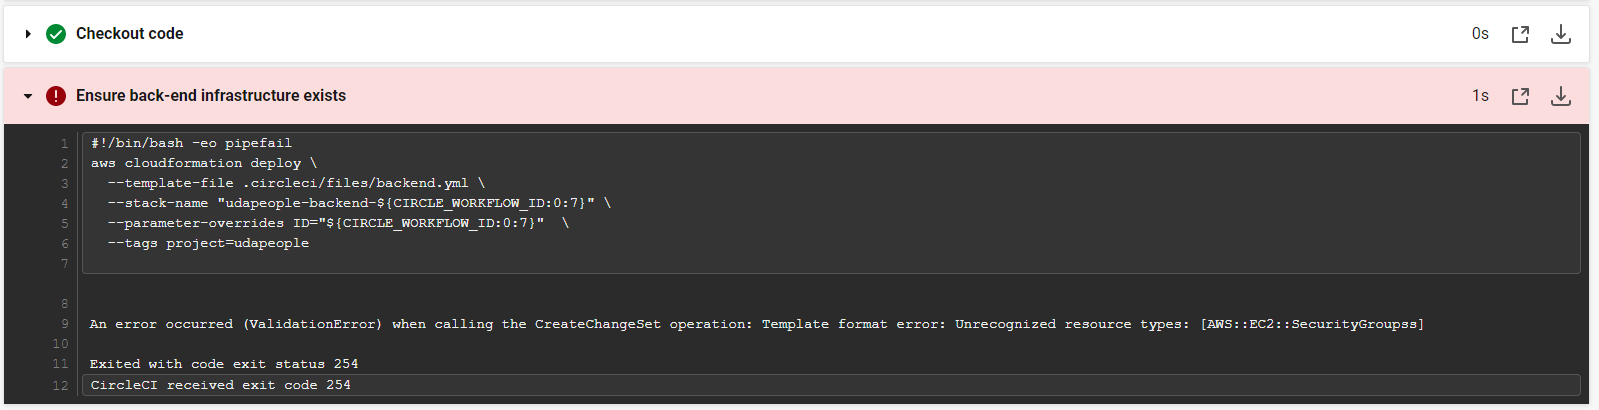 Checkout code
0s
Ensure back-end infrastructure exists
1s
1 #!/bin/bash -eo pipefail
2 aws cloudformation deploy \
3   --template-file .circleci/files/backend.yml \
4   --stack-name "udapeople-backend-${CIRCLE_WORKFLOW_ID:0:7}" \
5   --parameter-overrides ID="${CIRCLE_WORKFLOW_ID:0:7}"  \
6   --tags project=udapeople
7
8
9 An error occurred (ValidationError) when calling the CreateChangeSet operation: Template format error: Unrecognized resource types: [AWS::EC2::SecurityGroupss]
10
11 Exited with code exit status 254
12 CircleCI received exit code 254